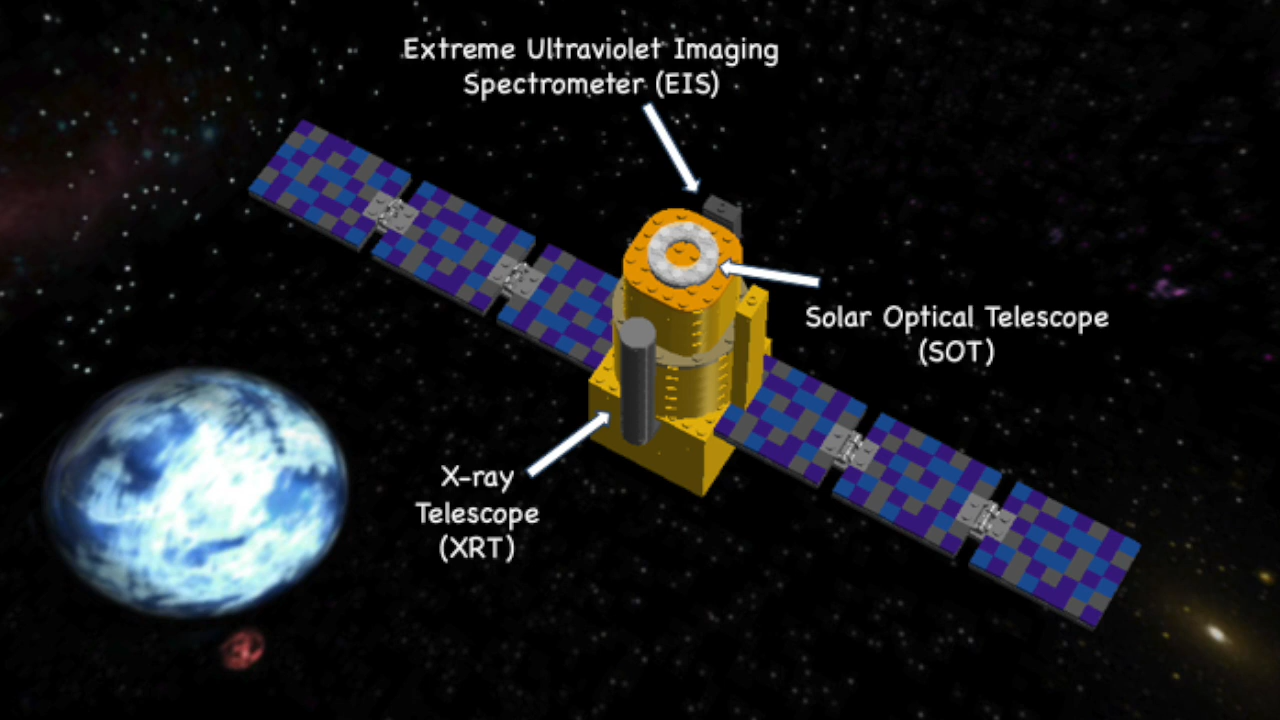 Extreme Ultraviolet Imaging
Spectrometer (EIS)
Solar Optical Telescope
(SOT)
X-ray
Telescope
(XRT)